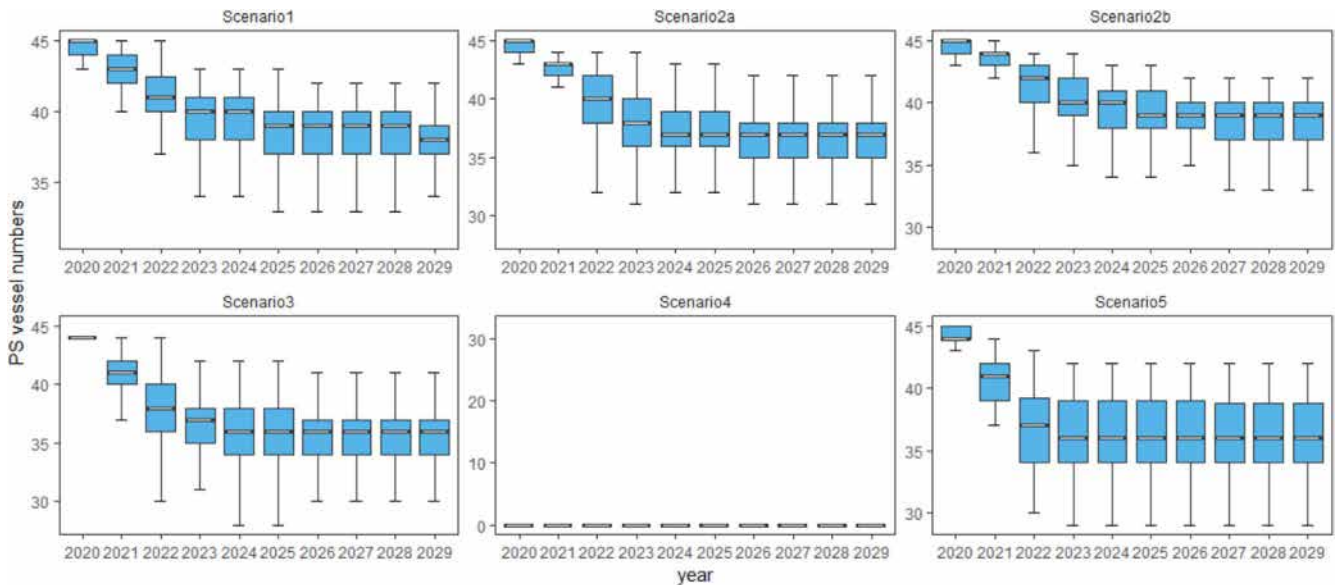 Scenario1 Scenario2a Scenario2b
45 45 45
40 40 40
35 35 35
30 30
2020 2021 2022 2023 2024 2025 2026 2027 2028 2029 2020 2021 2022 2023 2024 2025 2026 2027 2028 2029 2020 2021 2022 2023 2024 2025 2026 2027 2028 2029
PS vessel numbers
Scenario3 Scenario4 Scenario5
45 30 45
40 20 40
35 10 35
30 0 30
2020 2021 2022 2023 2024 2025 2026 2027 2028 2029 2020 2021 2022 2023 2024 2025 2026 2027 2028 2029 2020 2021 2022 2023 2024 2025 2026 2027 2028 2029
year